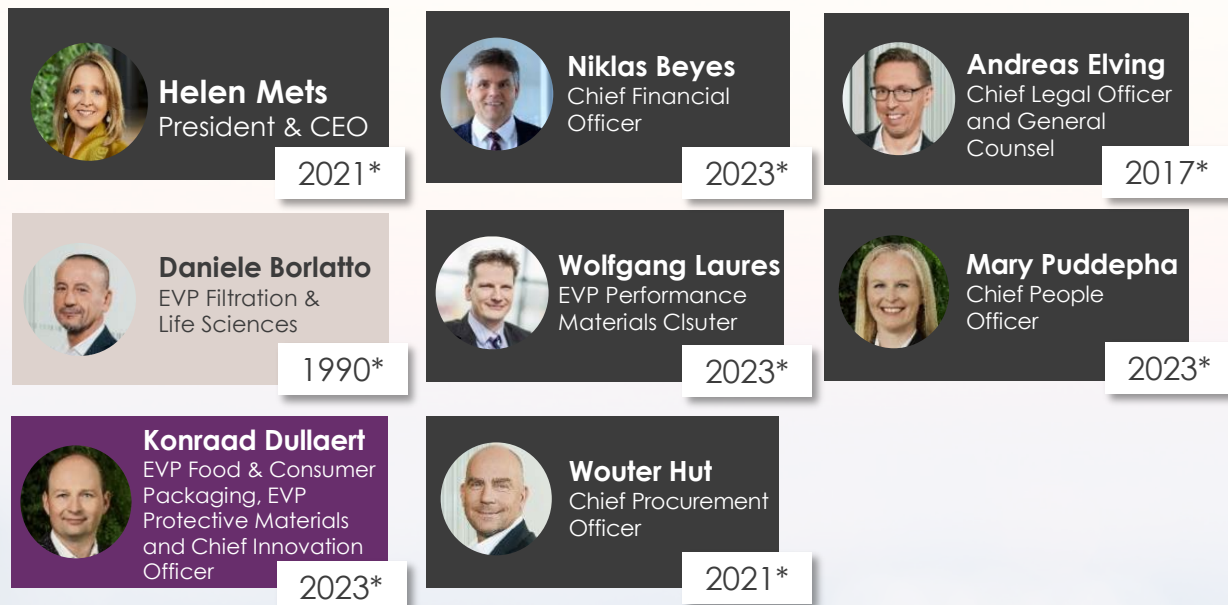 Helen Mets
President & CEO
2021*
Niklas Beyes
Chief Financial
Officer
2023*
Andreas Elving
Chief Legal Officer
and General
Counsel
2017*
Daniele Borlatto
EVP Filtration &
Life Sciences
1990*
Wolfgang Laures
EVP Performance
Materials Clsuter
2023*
Mary Puddepha
Chief People
Officer
2023*
Konraad Dullaert
EVP Food & Consumer
Packaging, EVP
Protective Materials
and Chief Innovation
Officer
2023*
Wouter Hut
Chief Procurement
Officer
2021*